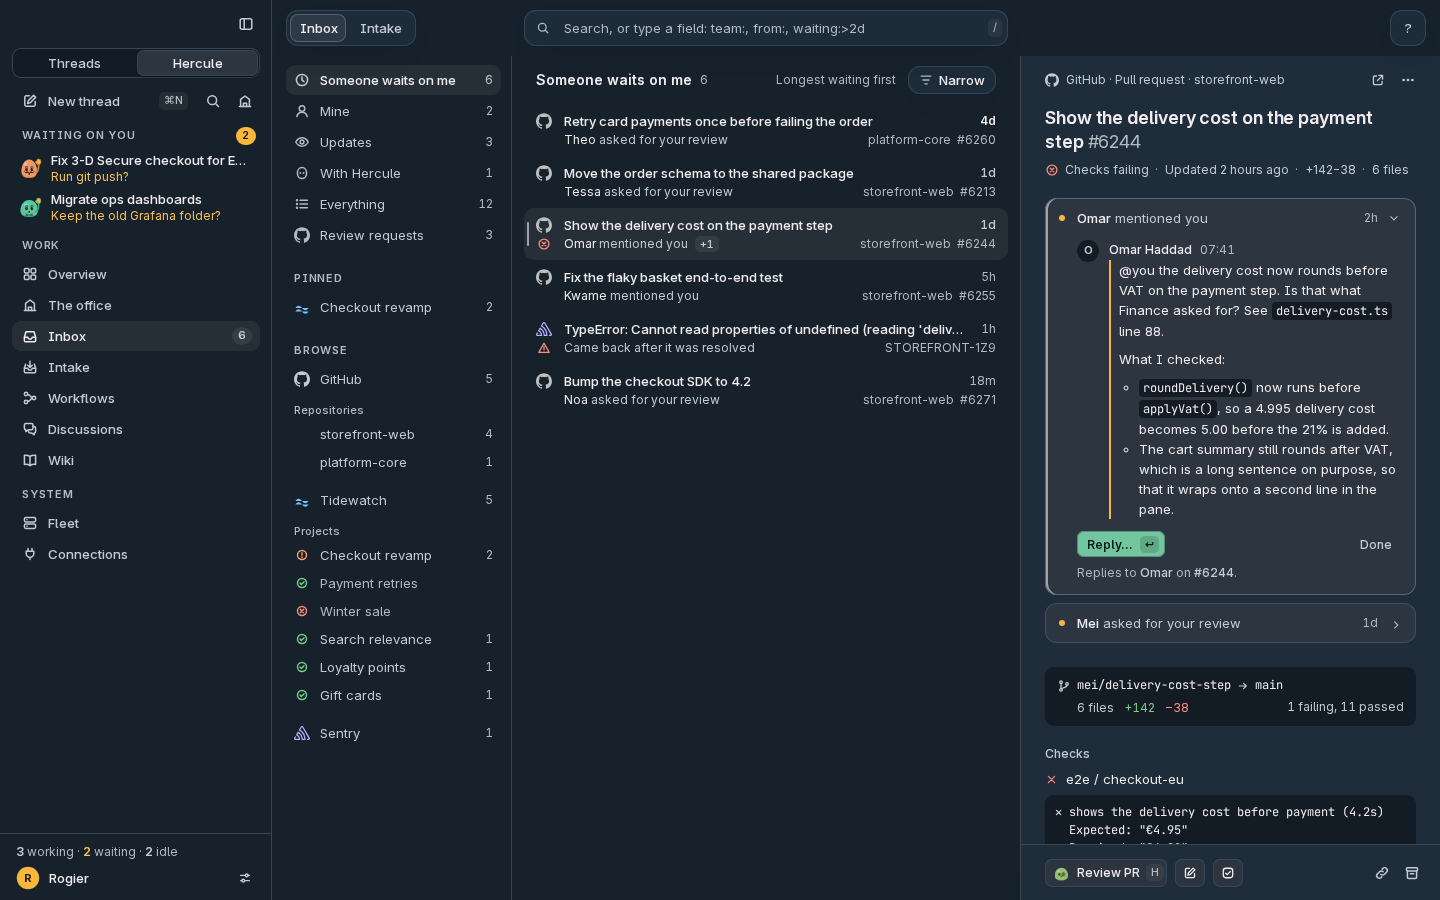 Threads
Hercule
New thread
⌘N
WAITING ON YOU
2
Fix 3-D Secure checkout for E…
Run git push?
Migrate ops dashboards
Keep the old Grafana folder?
WORK
Overview
The office
Inbox
6
Intake
Workflows
Discussions
Wiki
SYSTEM
Fleet
Connections
3 working · 2 waiting · 2 idle
R
Rogier
Inbox
Intake
Someone waits on me 6
Mine 2
Updates 3
With Hercule 1
Everything 12
Review requests 3
PINNED
Checkout revamp 2
BROWSE
GitHub 5
Repositories
storefront-web 4
platform-core 1
Tidewatch 5
Projects
Checkout revamp 2
Payment retries
Winter sale
Search relevance 1
Loyalty points 1
Gift cards 1
Sentry 1
Search, or type a field: team:, from:, waiting:>2d
/
?
Someone waits on me 6
Longest waiting first
Narrow
Retry card payments once before failing the order 4d
Theo asked for your review platform-core #6260
Move the order schema to the shared package 1d
Tessa asked for your review storefront-web #6213
Show the delivery cost on the payment step 1d
Omar mentioned you +1 storefront-web #6244
Fix the flaky basket end-to-end test 5h
Kwame mentioned you storefront-web #6255
TypeError: Cannot read properties of undefined (reading 'deliv… 1h
Came back after it was resolved STOREFRONT-1Z9
Bump the checkout SDK to 4.2 18m
Noa asked for your review storefront-web #6271
GitHub · Pull request · storefront-web
Show the delivery cost on the payment
step #6244
Checks failing · Updated 2 hours ago · +142−38 · 6 files
Omar mentioned you 2h
O
Omar Haddad 07:41
@you the delivery cost now rounds before
VAT on the payment step. Is that what
Finance asked for? See delivery-cost.ts
line 88.
What I checked:
roundDelivery() now runs before
applyVat(), so a 4.995 delivery cost
becomes 5.00 before the 21% is added.
The cart summary still rounds after VAT,
which is a long sentence on purpose, so
that it wraps onto a second line in the
pane.
Reply… ↵
Done
Replies to Omar on #6244.
Mei asked for your review 1d
mei/delivery-cost-step → main
6 files +142 −38 1 failing, 11 passed
Checks
e2e / checkout-eu
× shows the delivery cost before payment (4.2s)
Expected: "€4.95"
Review PR H